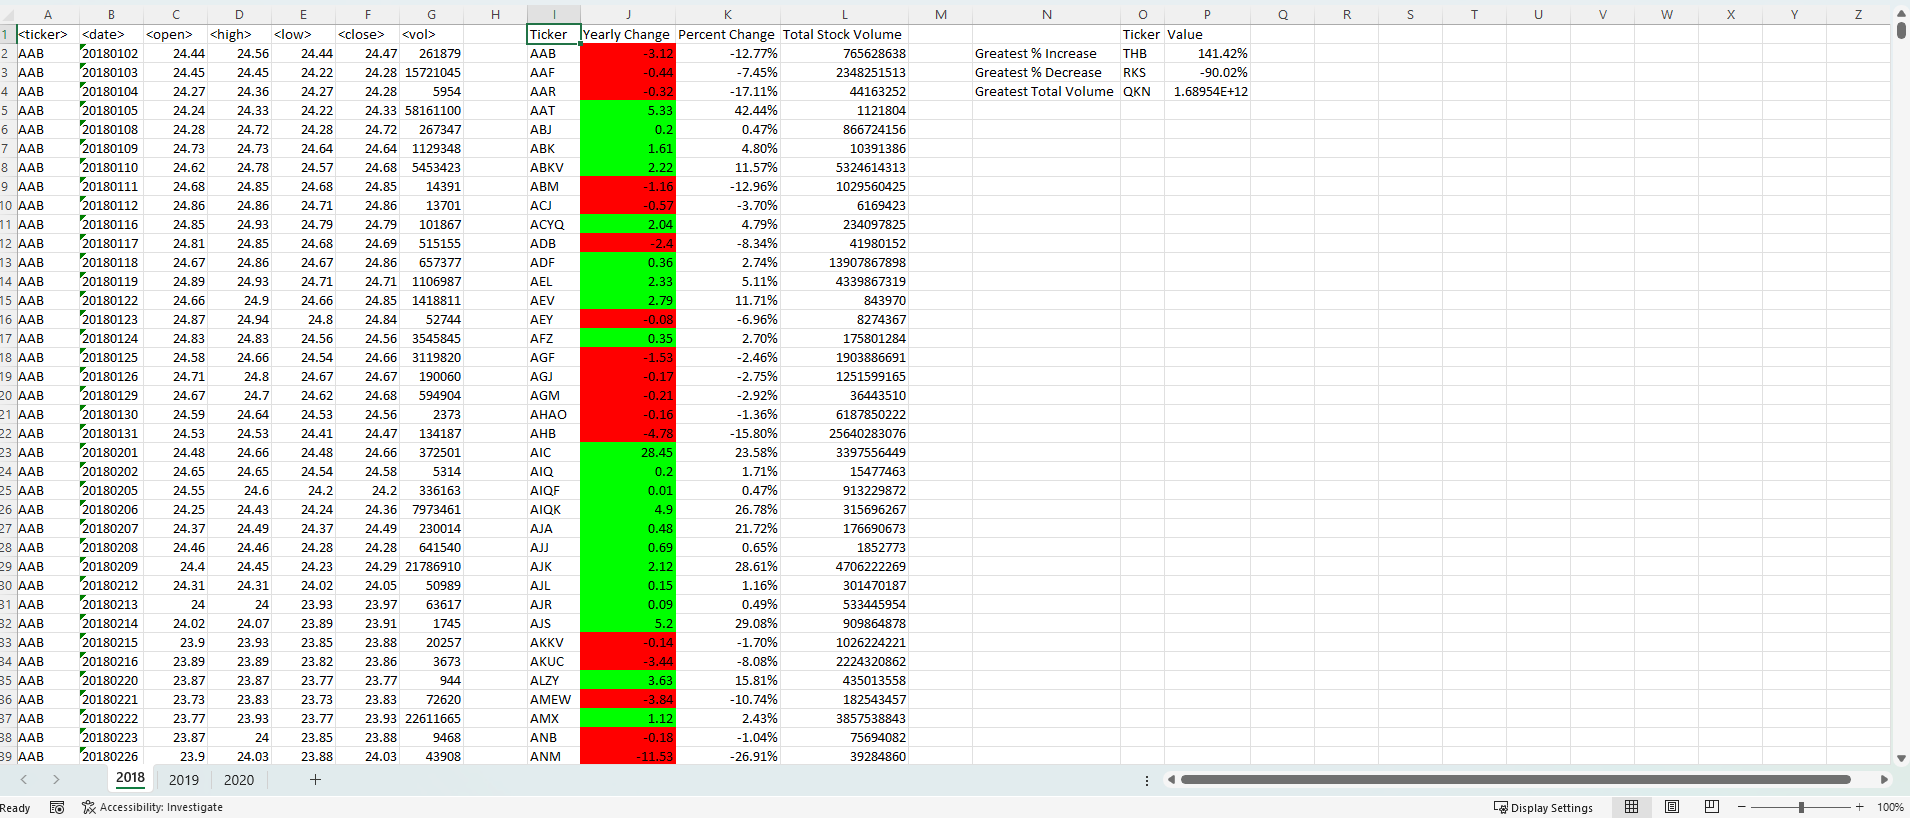 A B C D E F G H I J K L M N O P Q R S T U V W X Y Z
1 <ticker> <date> <open> <high> <low> <close> <vol> Ticker Yearly Change Percent Change Total Stock Volume Ticker Value
2 AAB 20180102 24.44 24.56 24.44 24.47 261879 AAB -3.12 -12.77% 765628638 Greatest % Increase THB 141.42%
3 AAB 20180103 24.45 24.45 24.22 24.28 15721045 AAF -0.44 -7.45% 2348251513 Greatest % Decrease RKS -90.02%
4 AAB 20180104 24.27 24.36 24.27 24.28 5954 AAR -0.32 -17.11% 44163252 Greatest Total Volume QKN 1.68954E+12
5 AAB 20180105 24.24 24.33 24.22 24.33 58161100 AAT 5.33 42.44% 1121804
6 AAB 20180108 24.28 24.72 24.28 24.72 267347 ABJ 0.2 0.47% 866724156
7 AAB 20180109 24.73 24.73 24.64 24.64 1129348 ABK 1.61 4.80% 10391386
8 AAB 20180110 24.62 24.78 24.57 24.68 5453423 ABKV 2.22 11.57% 5324614313
9 AAB 20180111 24.68 24.85 24.68 24.85 14391 ABM -1.16 -12.96% 1029560425
10 AAB 20180112 24.86 24.86 24.71 24.86 13701 ACJ -0.57 -3.70% 6169423
11 AAB 20180116 24.85 24.93 24.79 24.79 101867 ACYQ 2.04 4.79% 234097825
12 AAB 20180117 24.81 24.85 24.68 24.69 515155 ADB -2.4 -8.34% 41980152
13 AAB 20180118 24.67 24.86 24.67 24.86 657377 ADF 0.36 2.74% 13907867898
14 AAB 20180119 24.89 24.93 24.71 24.71 1106987 AEL 2.33 5.11% 4339867319
15 AAB 20180122 24.66 24.9 24.66 24.85 1418811 AEV 2.79 11.71% 843970
16 AAB 20180123 24.87 24.94 24.8 24.84 52744 AEY -0.08 -6.96% 8274367
17 AAB 20180124 24.83 24.83 24.56 24.56 3545845 AFZ 0.35 2.70% 175801284
18 AAB 20180125 24.58 24.66 24.54 24.66 3119820 AGF -1.53 -2.46% 1903886691
19 AAB 20180126 24.71 24.8 24.67 24.67 190060 AGJ -0.17 -2.75% 1251599165
20 AAB 20180129 24.67 24.7 24.62 24.68 594904 AGM -0.21 -2.92% 36443510
21 AAB 20180130 24.59 24.64 24.53 24.56 2373 AHAO -0.16 -1.36% 6187850222
22 AAB 20180131 24.53 24.53 24.41 24.47 134187 AHB -4.78 -15.80% 25640283076
23 AAB 20180201 24.48 24.66 24.48 24.66 372501 AIC 28.45 23.58% 3397556449
24 AAB 20180202 24.65 24.65 24.54 24.58 5314 AIQ 0.2 1.71% 15477463
25 AAB 20180205 24.55 24.6 24.2 24.2 336163 AIQF 0.01 0.47% 913229872
26 AAB 20180206 24.25 24.43 24.24 24.36 7973461 AIQK 4.9 26.78% 315696267
27 AAB 20180207 24.37 24.49 24.37 24.49 230014 AJA 0.48 21.72% 176690673
28 AAB 20180208 24.46 24.46 24.28 24.28 641540 AJJ 0.69 0.65% 1852773
29 AAB 20180209 24.4 24.45 24.23 24.29 21786910 AJK 2.12 28.61% 4706222269
30 AAB 20180212 24.31 24.31 24.02 24.05 50989 AJL 0.15 1.16% 301470187
31 AAB 20180213 24 24 23.93 23.97 63617 AJR 0.09 0.49% 533445954
32 AAB 20180214 24.02 24.07 23.89 23.91 1745 AJS 5.2 29.08% 909864878
33 AAB 20180215 23.9 23.93 23.85 23.88 20257 AKKV -0.14 -1.70% 1026224221
34 AAB 20180216 23.89 23.89 23.82 23.86 3673 AKUC -3.44 -8.08% 2224320862
35 AAB 20180220 23.87 23.87 23.77 23.77 944 ALZY 3.63 15.81% 435013558
36 AAB 20180221 23.73 23.83 23.73 23.83 72620 AMEW -3.84 -10.74% 182543457
37 AAB 20180222 23.77 23.93 23.77 23.93 22611665 AMX 1.12 2.43% 3857538843
38 AAB 20180223 23.87 24 23.85 23.88 9468 ANB -0.18 -1.04% 75694082
39 AAB 20180226 23.9 24.03 23.88 24.03 43908 ANM -11.53 -26.91% 39284860
2018 2019 2020
Ready Accessibility: Investigate Display Settings 100%